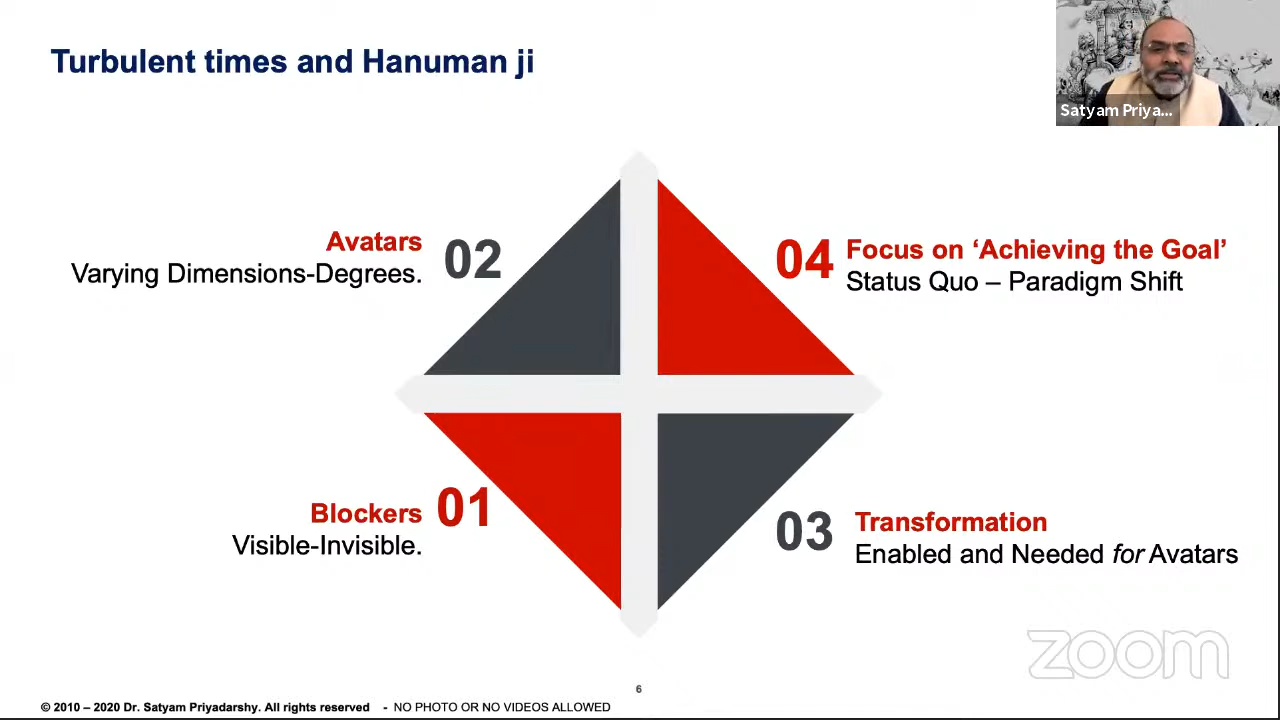 Turbulent times and Hanuman ji
Satyam Priya...
Avatars
Varying Dimensions-Degrees.
02
04
Focus on ‘Achieving the Goal’
Status Quo – Paradigm Shift
Blockers
Visible-Invisible.
01
03
Transformation
Enabled and Needed for Avatars
zoom
6
© 2010 – 2020 Dr. Satyam Priyadarshy. All rights reserved - NO PHOTO OR NO VIDEOS ALLOWED